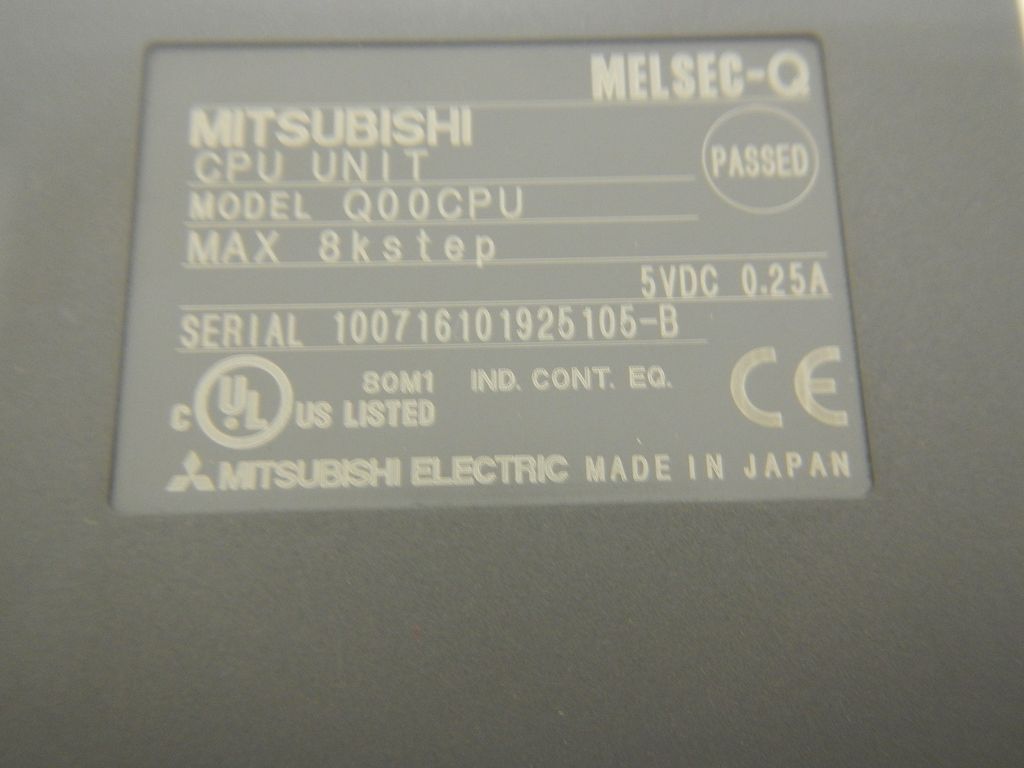 MELSEC-Q
MITSUBISHI
CPU UNIT
PASSED
MODEL Q00CPU
MAX 8kstep
5VDC 0.25A
SERIAL 100716101925105-B
80M1 IND. CONT. EQ.
C UL US LISTED
CE
MITSUBISHI ELECTRIC MADE IN JAPAN